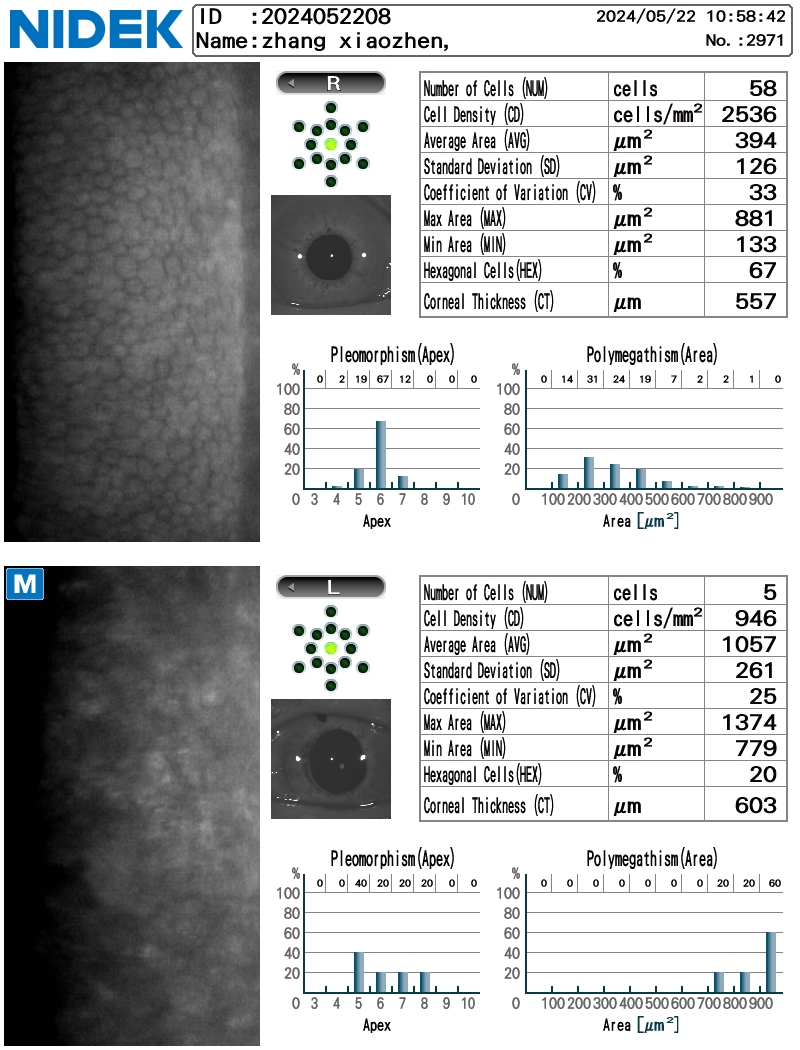 NIDEK
ID :2024052208 2024/05/22 10:58:42
Name:zhang xiaozhen, No. :2971
R
Number of Cells (NUM) cells 58
Cell Density (CD) cells/mm² 2536
Average Area (AVG) μm² 394
Standard Deviation (SD) μm² 126
Coefficient of Variation (CV) % 33
Max Area (MAX) μm² 881
Min Area (MIN) μm² 133
Hexagonal Cells(HEX) % 67
Corneal Thickness (CT) μm 557
Pleomorphism(Apex)
% 0 2 19 67 12 0 0 0
100
80
60
40
20
0 3 4 5 6 7 8 9 10
Apex
Polymegathism(Area)
% 0 14 31 24 19 7 2 2 1 0
100
80
60
40
20
0 100 200 300 400 500 600 700 800 900
Area [μm²]
M
L
Number of Cells (NUM) cells 5
Cell Density (CD) cells/mm² 946
Average Area (AVG) μm² 1057
Standard Deviation (SD) μm² 261
Coefficient of Variation (CV) % 25
Max Area (MAX) μm² 1374
Min Area (MIN) μm² 779
Hexagonal Cells(HEX) % 20
Corneal Thickness (CT) μm 603
Pleomorphism(Apex)
% 0 0 40 20 20 20 0 0
100
80
60
40
20
0 3 4 5 6 7 8 9 10
Apex
Polymegathism(Area)
% 0 0 0 0 0 0 0 20 20 60
100
80
60
40
20
0 100 200 300 400 500 600 700 800 900
Area [μm²]